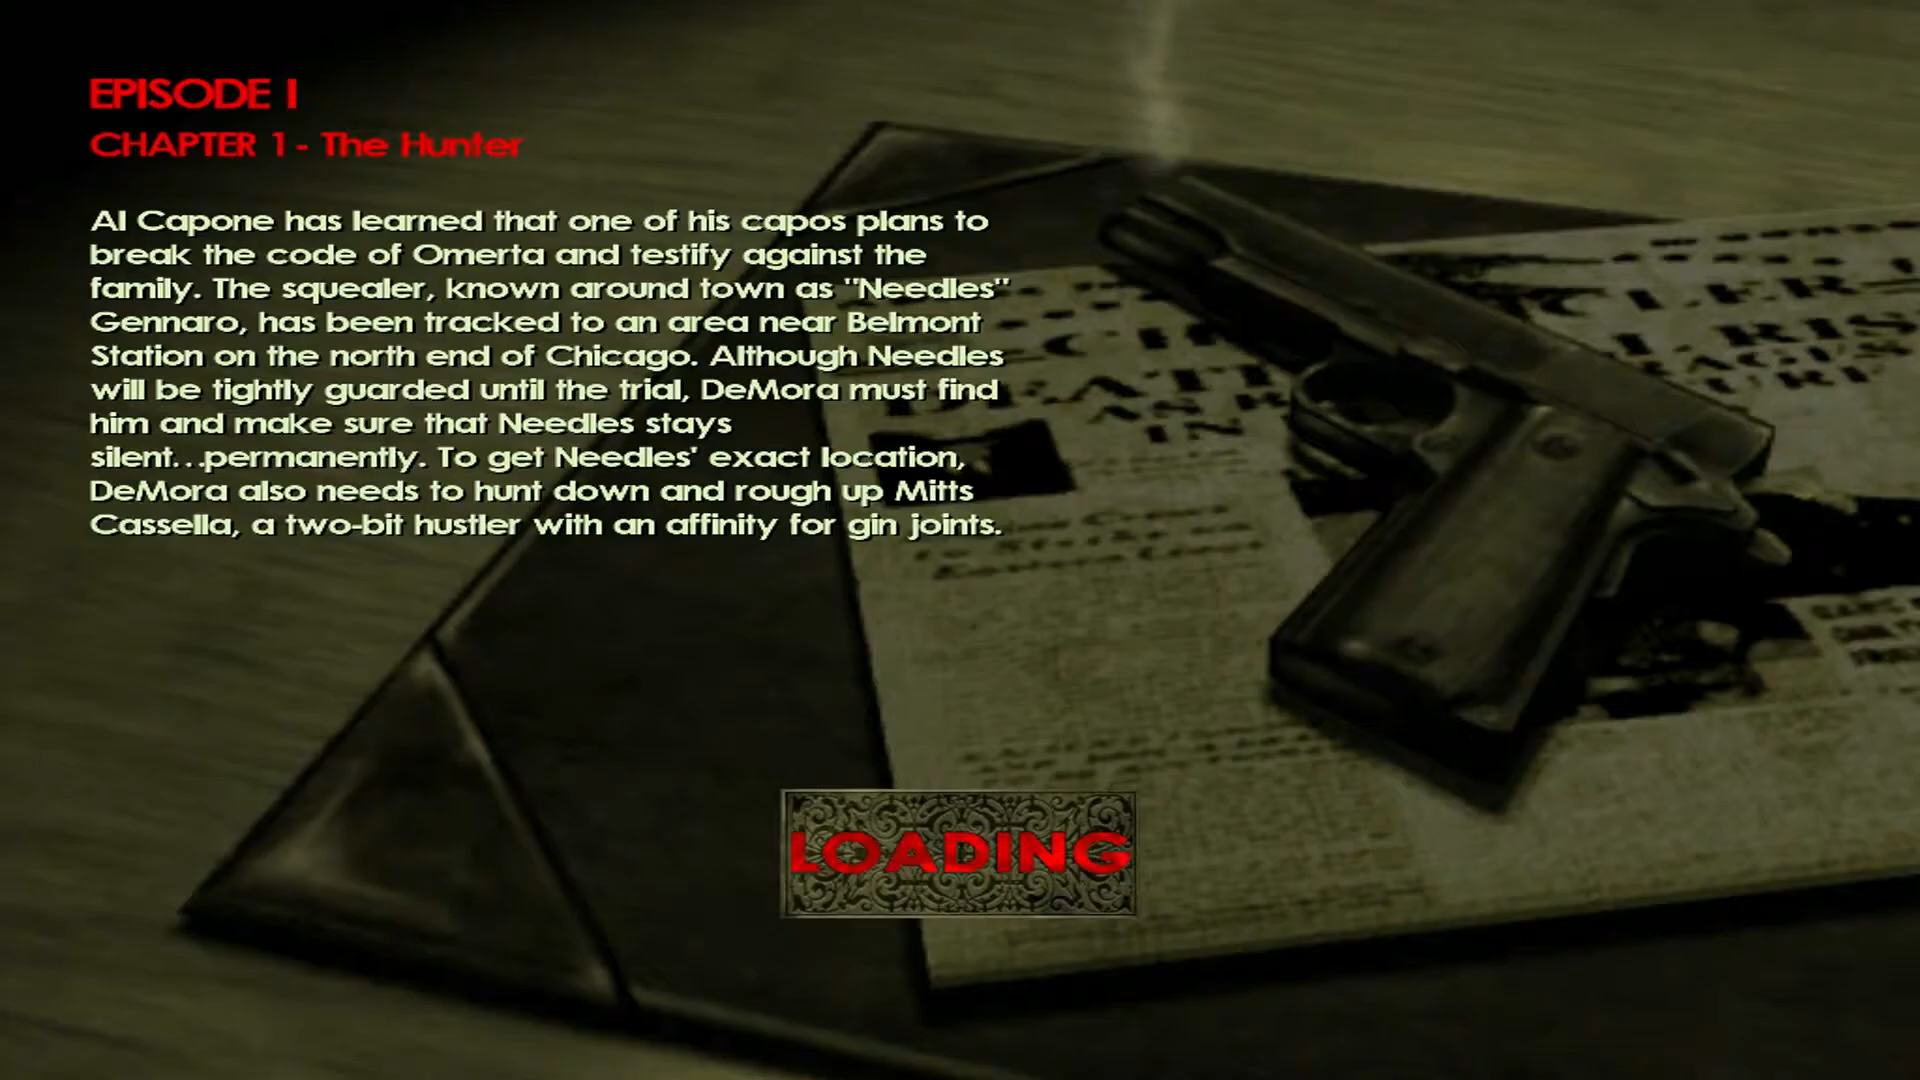 EPISODE I
CHAPTER 1 - The Hunter
Al Capone has learned that one of his capos plans to
break the code of Omerta and testify against the
family. The squealer, known around town as "Needles"
Gennaro, has been tracked to an area near Belmont
Station on the north end of Chicago. Although Needles
will be tightly guarded until the trial, DeMora must find
him and make sure that Needles stays
silent...permanently. To get Needles' exact location,
DeMora also needs to hunt down and rough up Mitts
Cassella, a two-bit hustler with an affinity for gin joints.
LOADING